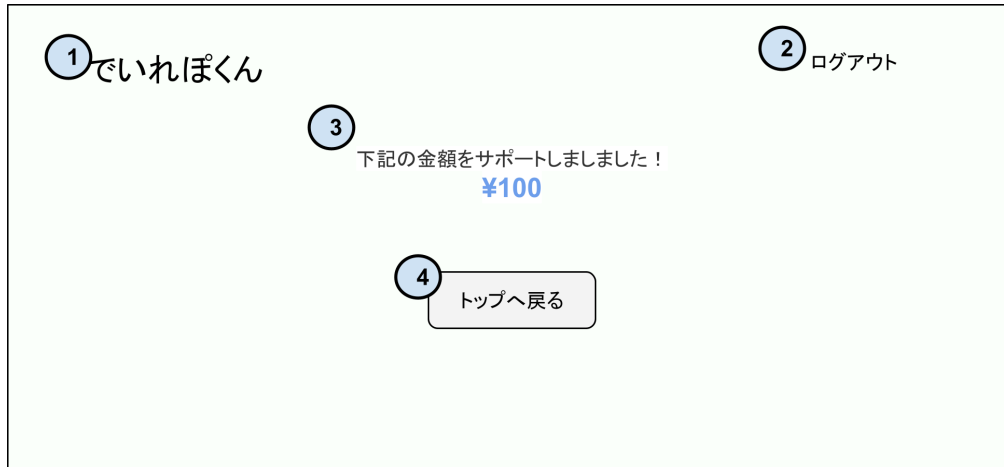 1
でいれぽくん
2
ログアウト
3
下記の金額をサポートしましました！
¥100
4
トップへ戻る